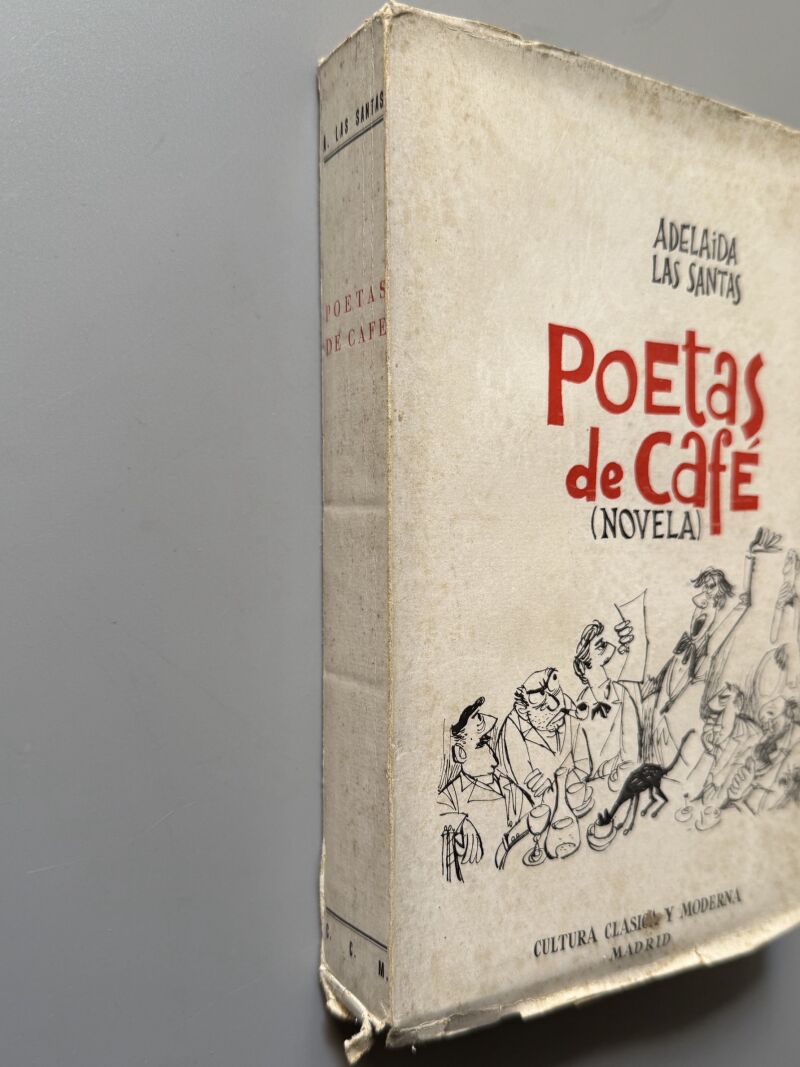 A. LAS SANTAS
POETAS
DE CAFE
C. C. M.
ADELAiDA
LAS SANTAS
POEtas
de Café
(NOVELA)
CULTURA CLASICA Y MODERNA
MADRID